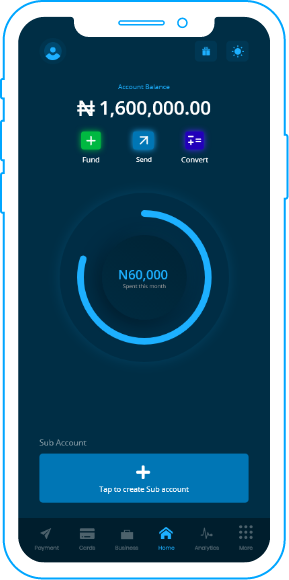 Account Balance
₦ 1,600,000.00
Fund Send Convert
N60,000
Spent this month
Sub Account
Tap to create Sub account
Payment Cards Business Home Analytics More